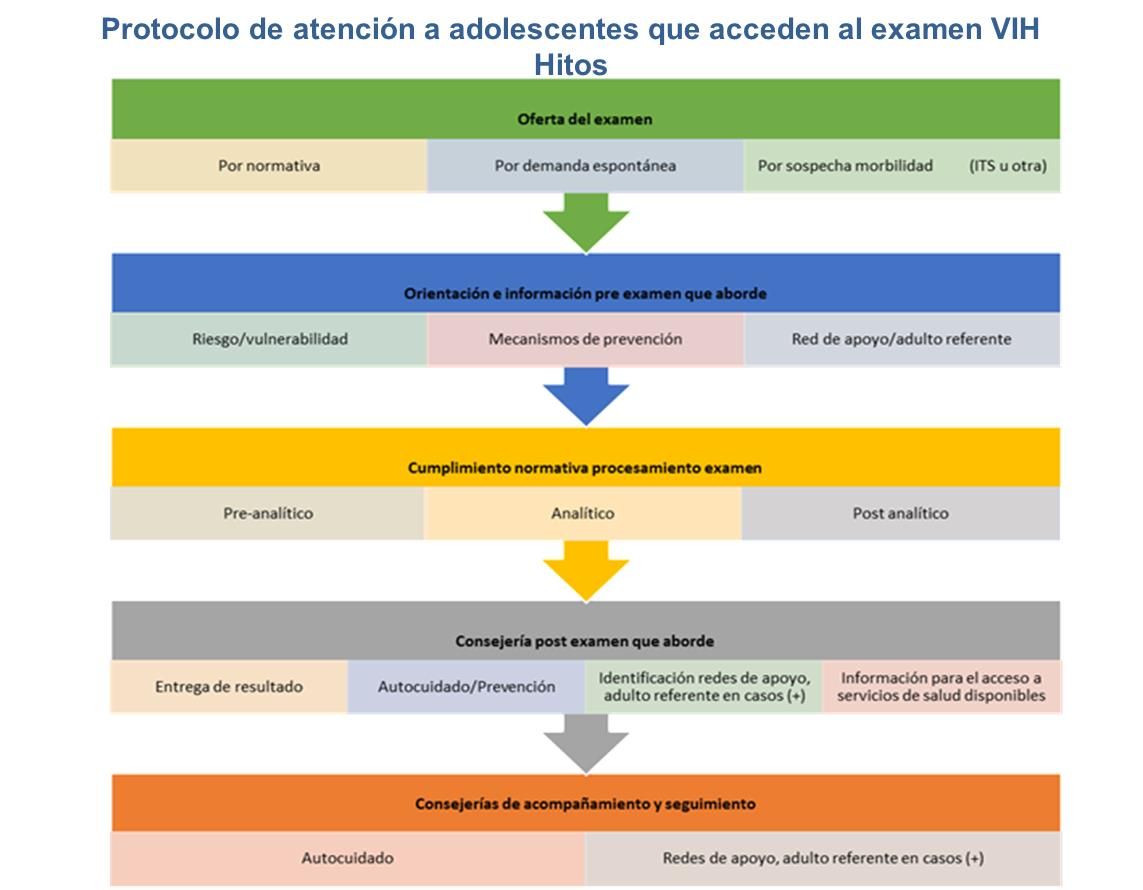 Protocolo de atención a adolescentes que acceden al examen VIH
Hitos
Oferta del examen
Por normativa
Por demanda espontánea
Por sospecha morbilidad (ITS u otra)
Orientación e información pre examen que aborde
Riesgo/vulnerabilidad
Mecanismos de prevención
Red de apoyo/adulto referente
Cumplimiento normativa procesamiento examen
Pre-analítico
Analítico
Post analítico
Consejería post examen que aborde
Entrega de resultado
Autocuidado/Prevención
Identificación redes de apoyo,
adulto referente en casos (+)
Información para el acceso a
servicios de salud disponibles
Consejerías de acompañamiento y seguimiento
Autocuidado
Redes de apoyo, adulto referente en casos (+)